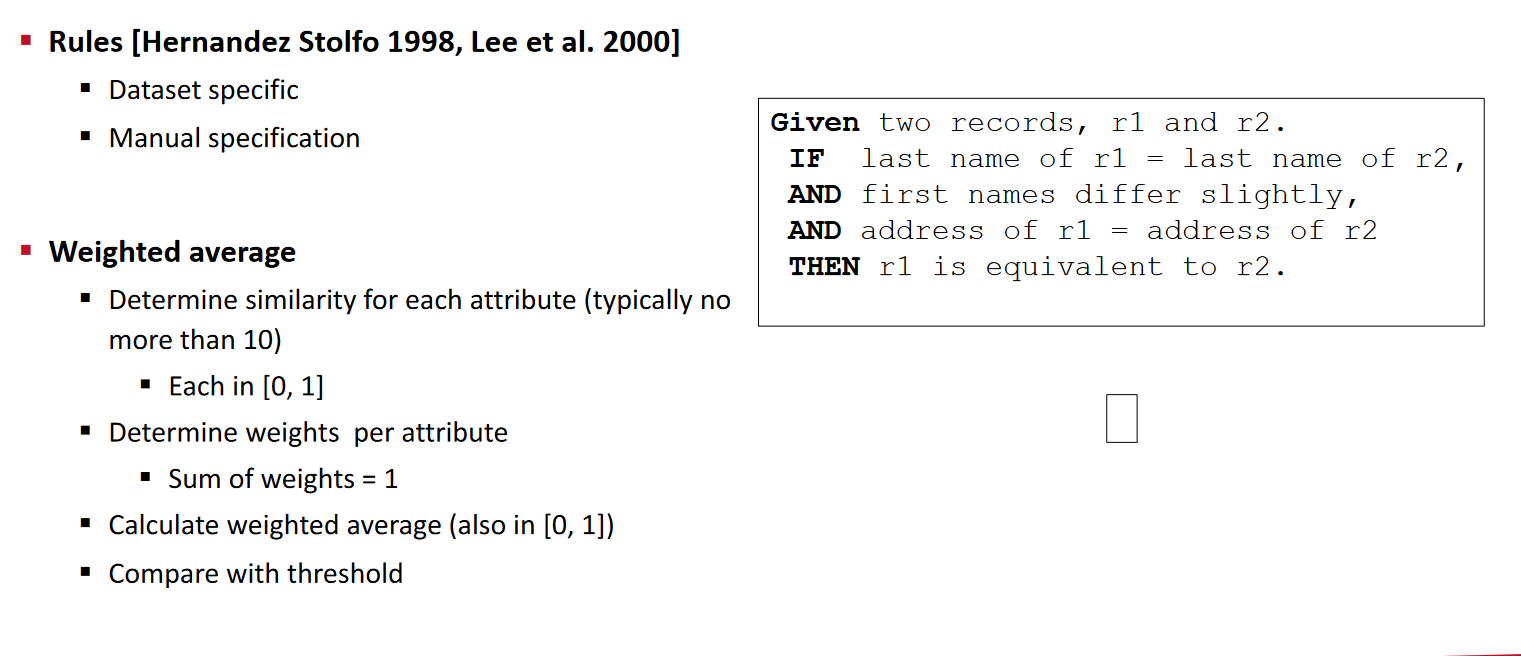 Rules [Hernandez Stolfo 1998, Lee et al. 2000]
Dataset specific
Manual specification
Weighted average
Determine similarity for each attribute (typically no
more than 10)
Each in [0, 1]
Determine weights  per attribute
Sum of weights = 1
Calculate weighted average (also in [0, 1])
Compare with threshold
Given two records, r1 and r2.
IF  last name of r1 = last name of r2,
AND first names differ slightly,
AND address of r1 = address of r2
THEN r1 is equivalent to r2.